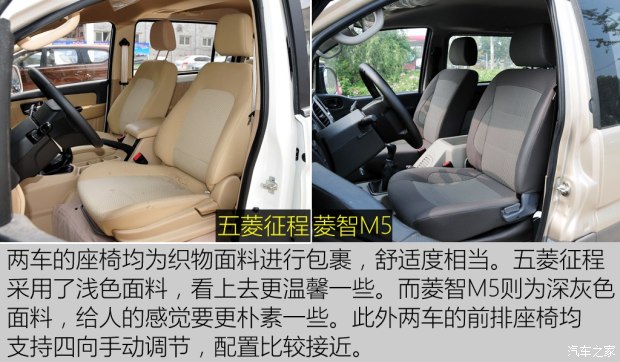 五菱征程 菱智M5
两车的座椅均为织物面料进行包裹，舒适度相当。五菱征程
采用了浅色面料，看上去更温馨一些。而菱智M5则为深灰色
面料，给人的感觉要更朴素一些。此外两车的前排座椅均
支持四向手动调节，配置比较接近。
汽车之家